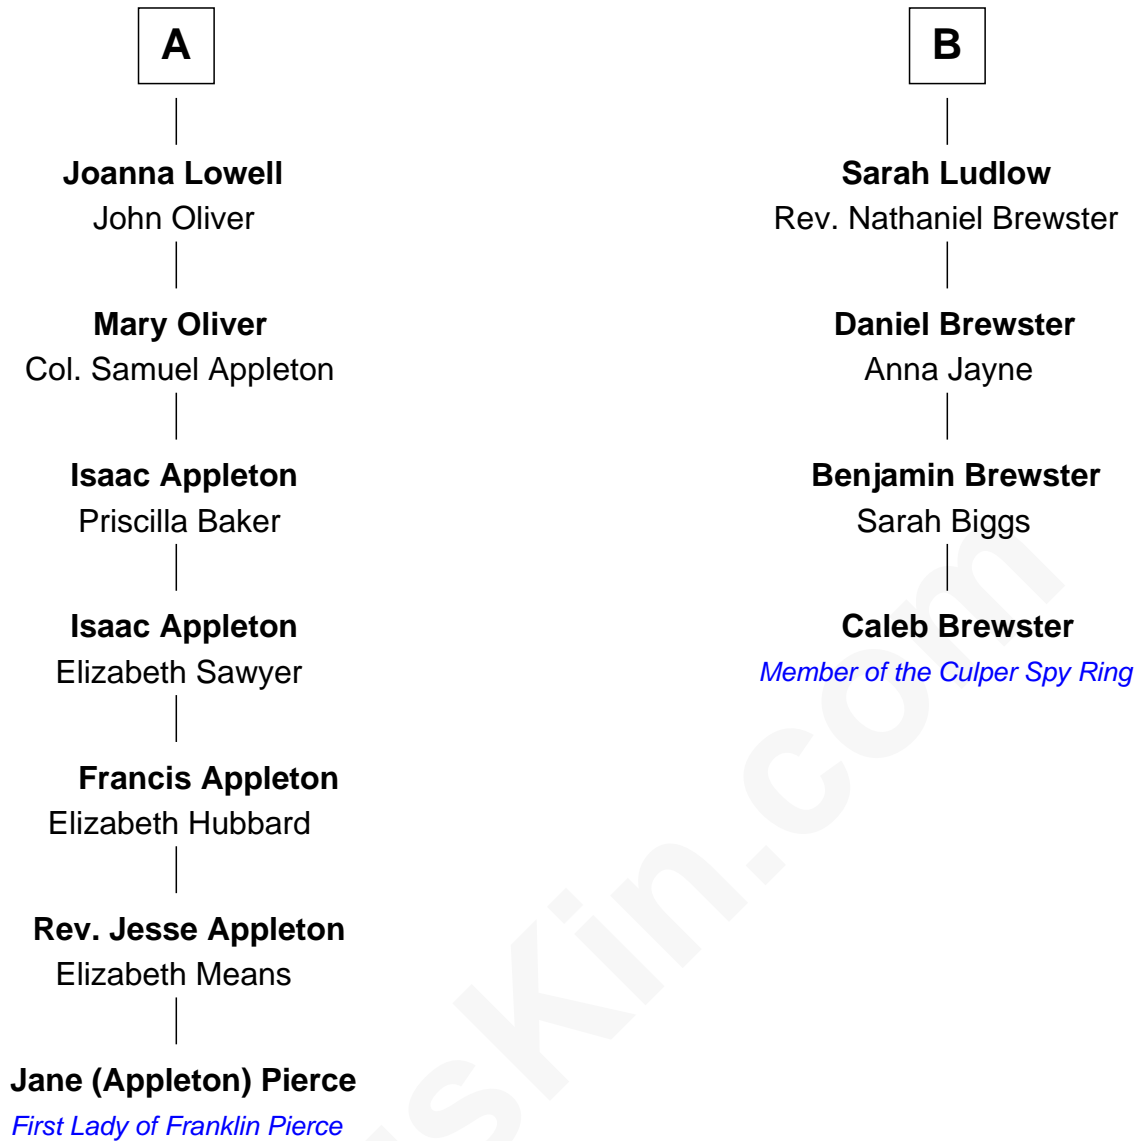 A
Joanna Lowell
John Oliver
Mary Oliver
Col. Samuel Appleton
Isaac Appleton
Priscilla Baker
Isaac Appleton
Elizabeth Sawyer
Francis Appleton
Elizabeth Hubbard
Rev. Jesse Appleton
Elizabeth Means
Jane (Appleton) Pierce
First Lady of Franklin Pierce
B
Sarah Ludlow
Rev. Nathaniel Brewster
Daniel Brewster
Anna Jayne
Benjamin Brewster
Sarah Biggs
Caleb Brewster
Member of the Culper Spy Ring
sKin.com